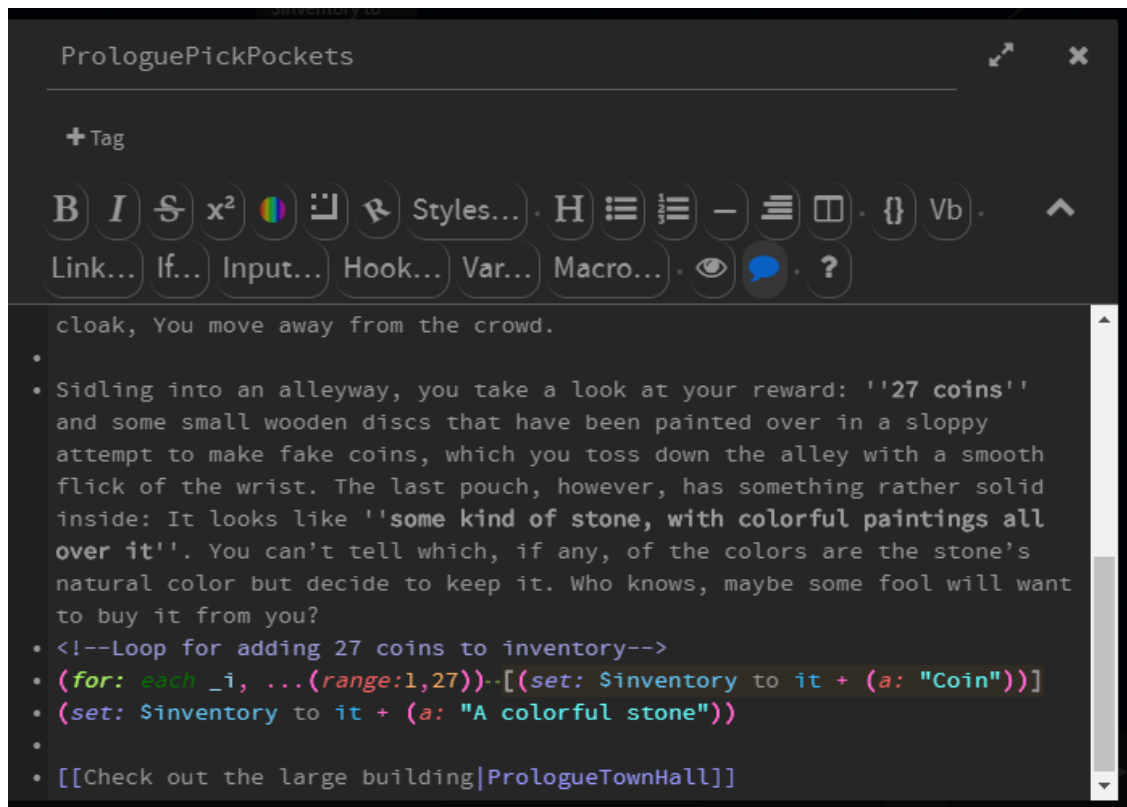 $inventory to
ProloguePickPockets
+ Tag
B I S x² Styles... H 1 2 3 {} Vb
Link... If... Input... Hook... Var... Macro... ?
cloak, You move away from the crowd.
Sidling into an alleyway, you take a look at your reward: ''27 coins''
and some small wooden discs that have been painted over in a sloppy
attempt to make fake coins, which you toss down the alley with a smooth
flick of the wrist. The last pouch, however, has something rather solid
inside: It looks like ''some kind of stone, with colorful paintings all
over it''. You can’t tell which, if any, of the colors are the stone’s
natural color but decide to keep it. Who knows, maybe some fool will want
to buy it from you?
<!--Loop for adding 27 coins to inventory-->
(for: each _i, ...(range:1,27))--[(set: $inventory to it + (a: "Coin"))]
(set: $inventory to it + (a: "A colorful stone"))
[[Check out the large building|PrologueTownHall]]